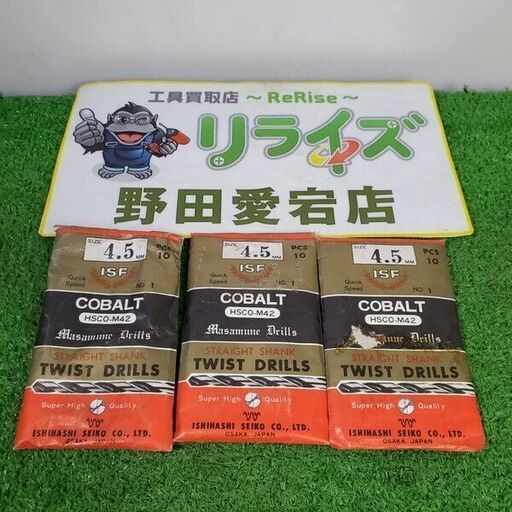 工具買取店 ～ReRise～
リライズ
野田愛宕店
SIZE 4.5 MM PCS 10
ISF
Quick Speed NO. 1
COBALT
HSCO-M42
Masamune Drills
STRAIGHT SHANK
TWIST DRILLS
Super High Quality
ISHIHASHI SEIKO CO., LTD.
OSAKA, JAPAN
SIZE 4.5 MM PCS 10
ISF
Quick Speed NO. 1
COBALT
HSCO-M42
Masamune Drills
STRAIGHT SHANK
TWIST DRILLS
Super High Quality
ISHIHASHI SEIKO CO., LTD.
OSAKA, JAPAN
SIZE 4.5 MM PCS 10
ISF
Quick Speed NO. 1
COBALT
HSCO-M42
Drills
STRAIGHT SHANK
TWIST DRILLS
Super High Quality
ISHIHASHI SEIKO CO., LTD.
OSAKA, JAPAN